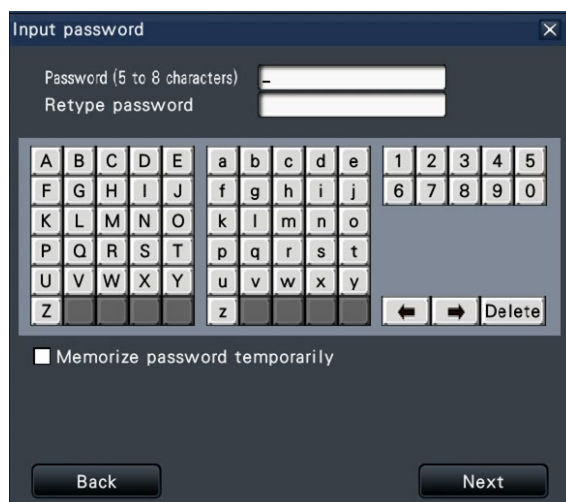 Input password ×
Password (5 to 8 characters) _
Retype password
A B C D E a b c d e 1 2 3 4 5
F G H I J f g h i j 6 7 8 9 0
K L M N O k l m n o
P Q R S T p q r s t
U V W X Y u v w x y
Z z ← → Delete
Memorize password temporarily
Back Next